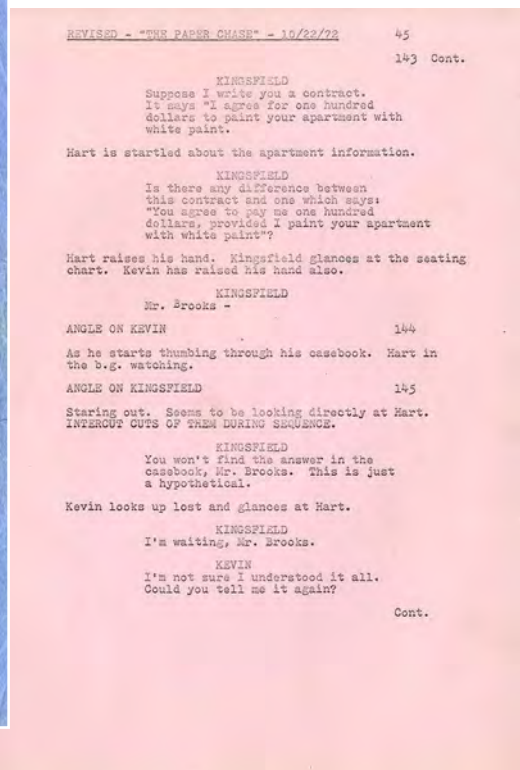 REVISED - "THE PAPER CHASE" - 10/22/72 45
143 Cont.
KINGSFIELD
Suppose I write you a contract.
It says "I agree for one hundred
dollars to paint your apartment with
white paint.
Hart is startled about the apartment information.
KINGSFIELD
Is there any difference between
this contract and one which says:
"You agree to pay me one hundred
dollars, provided I paint your apartment
with white paint"?
Hart raises his hand. Kingsfield glances at the seating
chart. Kevin has raised his hand also.
KINGSFIELD
Mr. Brooks -
ANGLE ON KEVIN 144
As he starts thumbing through his casebook. Hart in
the b.g. watching.
ANGLE ON KINGSFIELD 145
Staring out. Seems to be looking directly at Hart.
INTERCUT CUTS OF THEM DURING SEQUENCE.
KINGSFIELD
You won't find the answer in the
casebook, Mr. Brooks. This is just
a hypothetical.
Kevin looks up lost and glances at Hart.
KINGSFIELD
I'm waiting, Mr. Brooks.
KEVIN
I'm not sure I understood it all.
Could you tell me it again?
Cont.